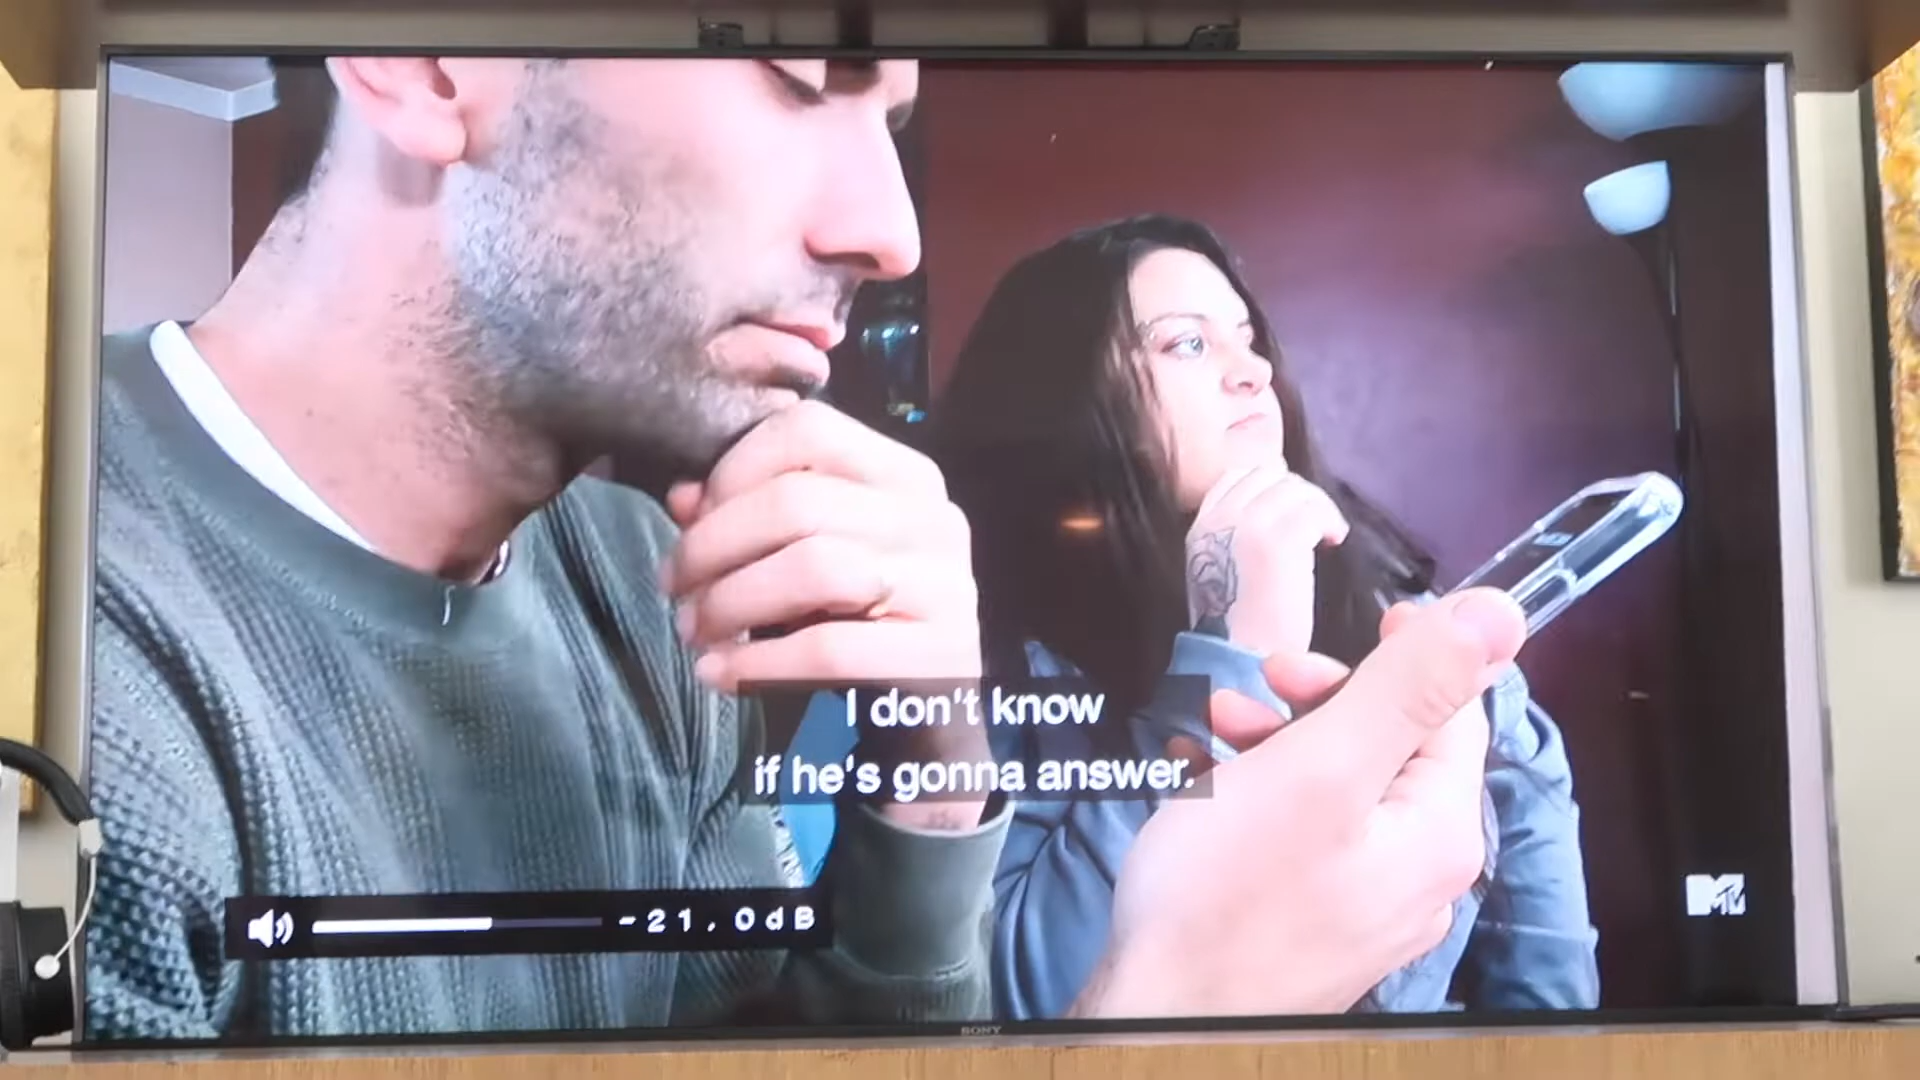 I don't know
if he's gonna answer.
-21.0dB
MTV
SONY